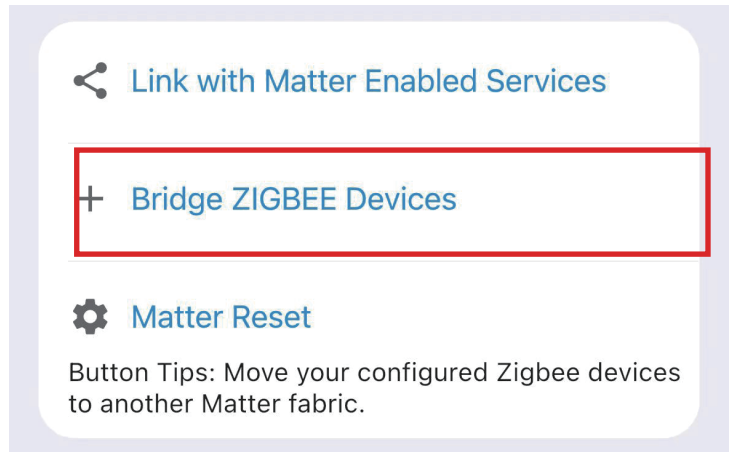 Link with Matter Enabled Services
Bridge ZIGBEE Devices
Matter Reset
Button Tips: Move your configured Zigbee devices
to another Matter fabric.